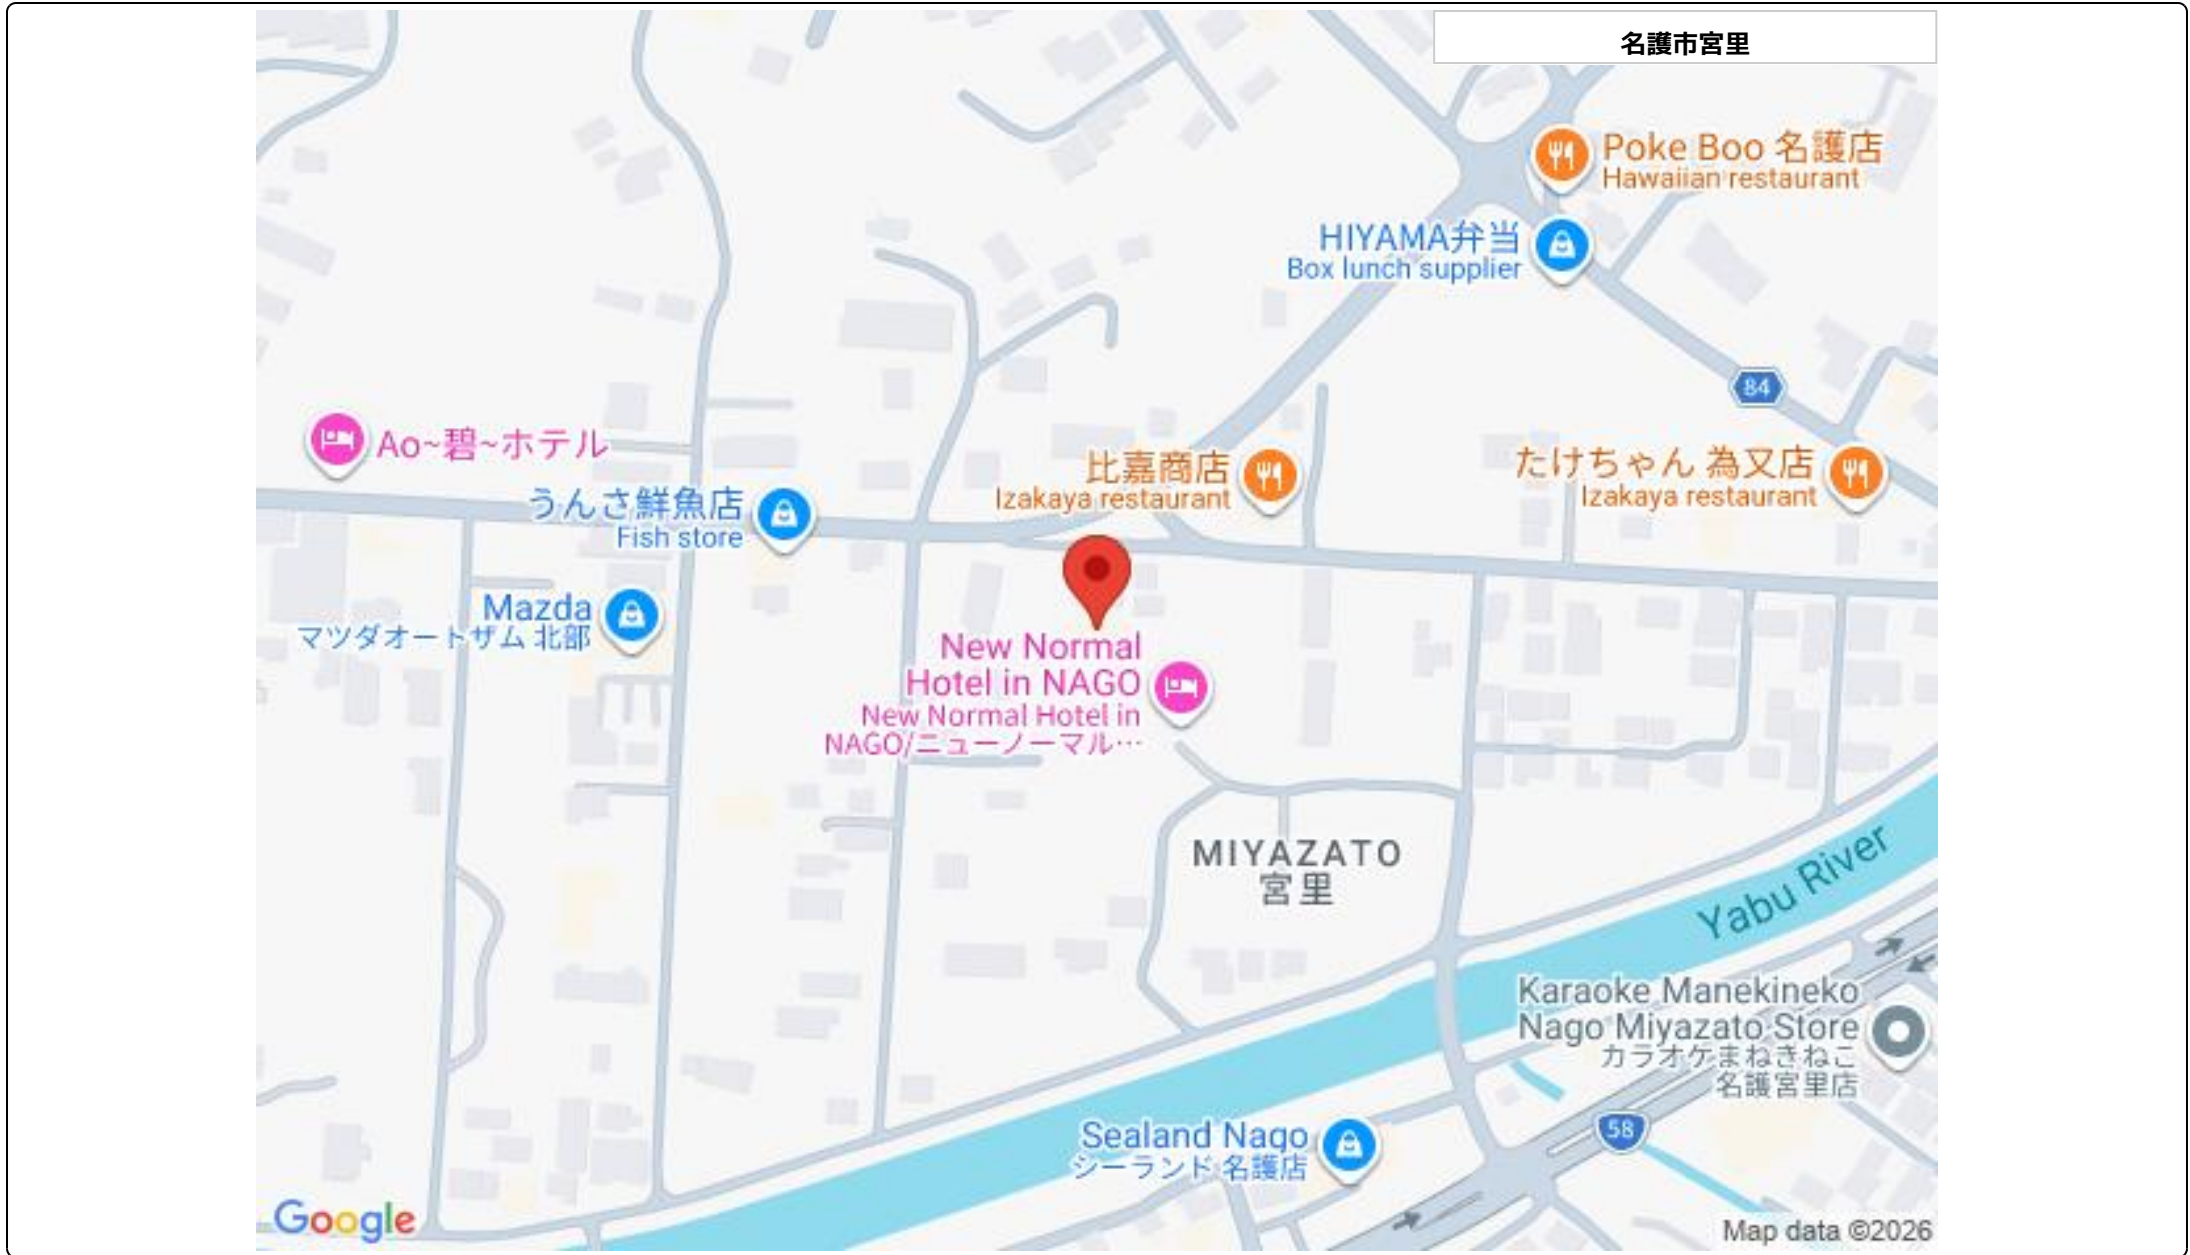 名護市宮里
Poke Boo 名護店
Hawaiian restaurant
HIYAMA弁当
Box lunch supplier
84
Ao~碧~ホテル
比嘉商店
Izakaya restaurant
たけちゃん 為又店
Izakaya restaurant
うんさ鮮魚店
Fish store
Mazda
マツダオートザム 北部
New Normal
Hotel in NAGO
New Normal Hotel in
NAGO/ニューノーマル…
MIYAZATO
宮里
Yabu River
Karaoke Manekineko
Nago Miyazato Store
カラオケまねきねこ
名護宮里店
58
Sealand Nago
シーランド 名護店
Google
Map data ©2026